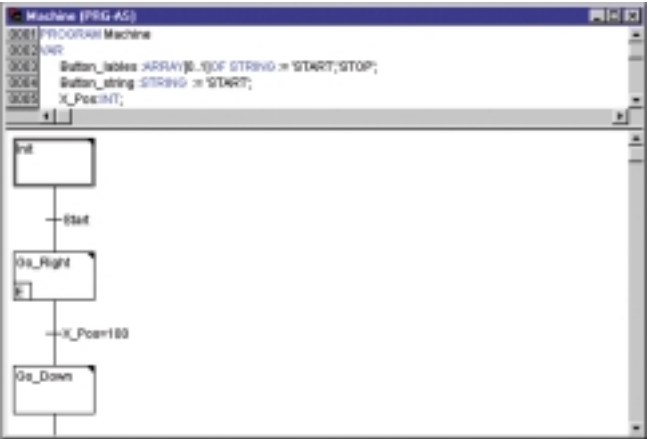 Machine (PRG-AS)
0001 PROGRAM Machine
0002 VAR
0003 Button_lables :ARRAY[0..1]OF STRING := 'START','STOP';
0004 Button_string :STRING := 'START';
0005 X_Pos:INT;
Init
Start
Go_Right
E
X_Pos=100
Go_Down